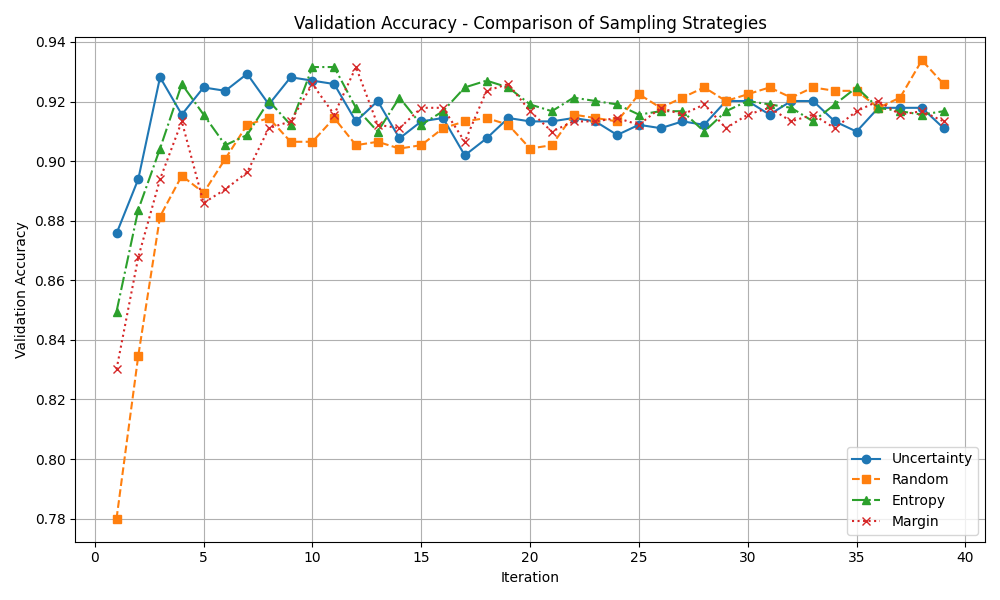 Validation Accuracy - Comparison of Sampling Strategies
0.94
0.92
0.90
0.88
0.86
0.84
0.82
0.80
0.78
Validation Accuracy
0 5 10 15 20 25 30 35 40
Iteration
Uncertainty
Random
Entropy
Margin